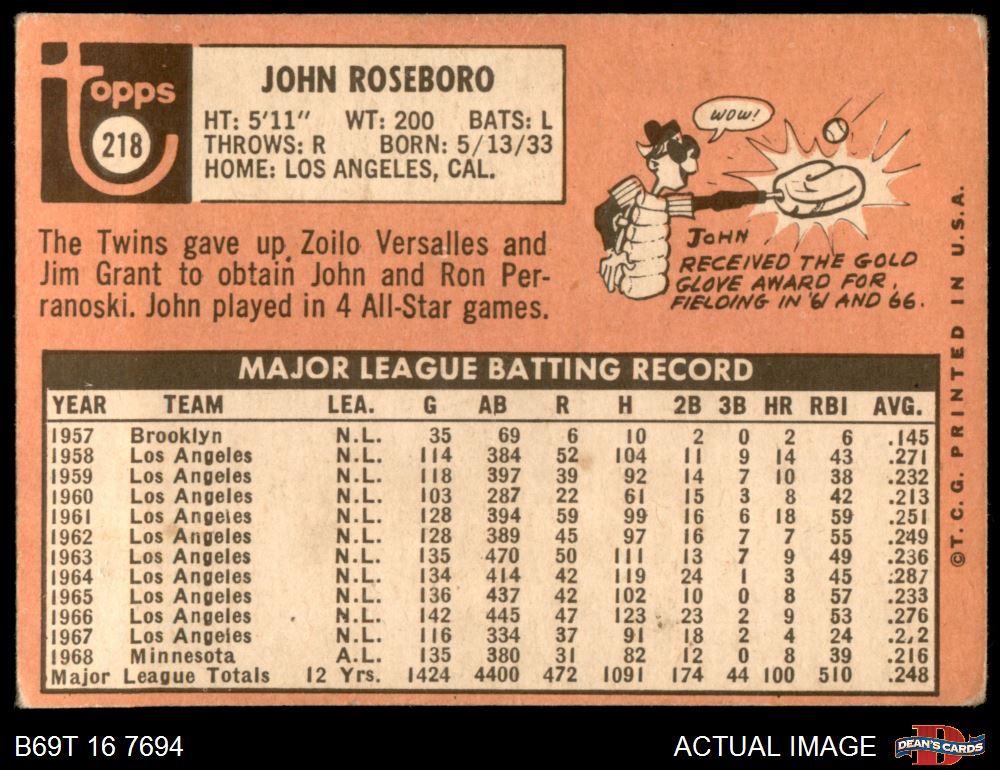 topps
218
JOHN ROSEBORO
HT: 5'11" WT: 200 BATS: L
THROWS: R BORN: 5/13/33
HOME: LOS ANGELES, CAL.
WOW!
JOHN
RECEIVED THE GOLD
GLOVE AWARD FOR
FIELDING IN '61 AND '66.
The Twins gave up Zoilo Versalles and
Jim Grant to obtain John and Ron Per-
ranoski. John played in 4 All-Star games.
MAJOR LEAGUE BATTING RECORD
YEAR TEAM LEA. G AB R H 2B 3B HR RBI AVG.
1957 Brooklyn N.L. 35 69 6 10 2 0 2 6 .145
1958 Los Angeles N.L. 114 384 52 104 11 9 14 43 .271
1959 Los Angeles N.L. 118 397 39 92 14 7 10 38 .232
1960 Los Angeles N.L. 103 287 22 61 15 3 8 42 .213
1961 Los Angeles N.L. 128 394 59 99 16 6 18 59 .251
1962 Los Angeles N.L. 128 389 45 97 16 7 7 55 .249
1963 Los Angeles N.L. 135 470 50 111 13 7 9 49 .236
1964 Los Angeles N.L. 134 414 42 119 24 1 3 45 .287
1965 Los Angeles N.L. 136 437 42 102 10 0 8 57 .233
1966 Los Angeles N.L. 142 445 47 123 23 2 9 53 .276
1967 Los Angeles N.L. 116 334 37 91 18 2 4 24
1968 Minnesota A.L. 135 380 31 82 12 0 8 39 .216
Major League Totals 12 Yrs. 1424 4400 472 1091 174 44 100 510 .248
© T.C.G. PRINTED IN U.S.A.
B69T 16 7694
ACTUAL IMAGE
DEAN'S CARDS